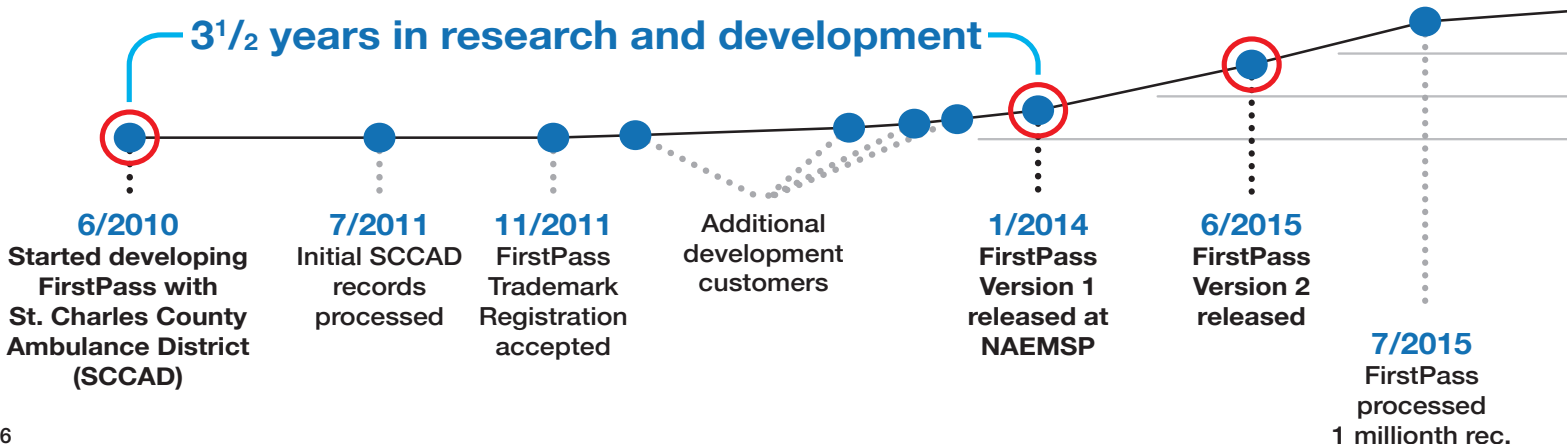 3¹/₂ years in research and development
6/2010
Started developing
FirstPass with
St. Charles County
Ambulance District
(SCCAD)
7/2011
Initial SCCAD
records
processed
11/2011
FirstPass
Trademark
Registration
accepted
Additional
development
customers
1/2014
FirstPass
Version 1
released at
NAEMSP
6/2015
FirstPass
Version 2
released
7/2015
FirstPass
processed
1 millionth rec.
6